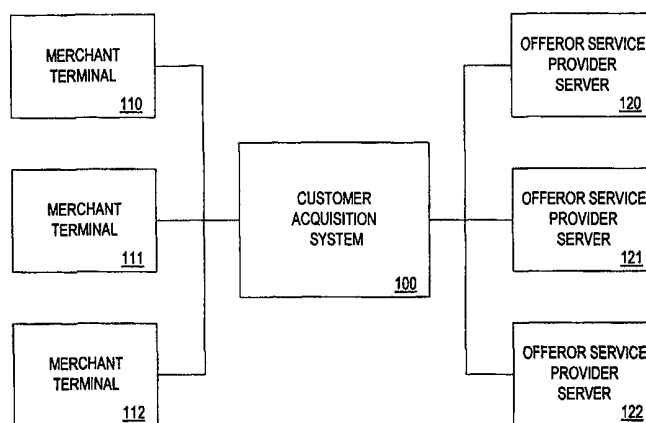 MERCHANT
TERMINAL
110
MERCHANT
TERMINAL
111
MERCHANT
TERMINAL
112
CUSTOMER
ACQUISITION
SYSTEM
100
OFFEROR SERVICE
PROVIDER
SERVER
120
OFFEROR SERVICE
PROVIDER
SERVER
121
OFFEROR SERVICE
PROVIDER
SERVER
122